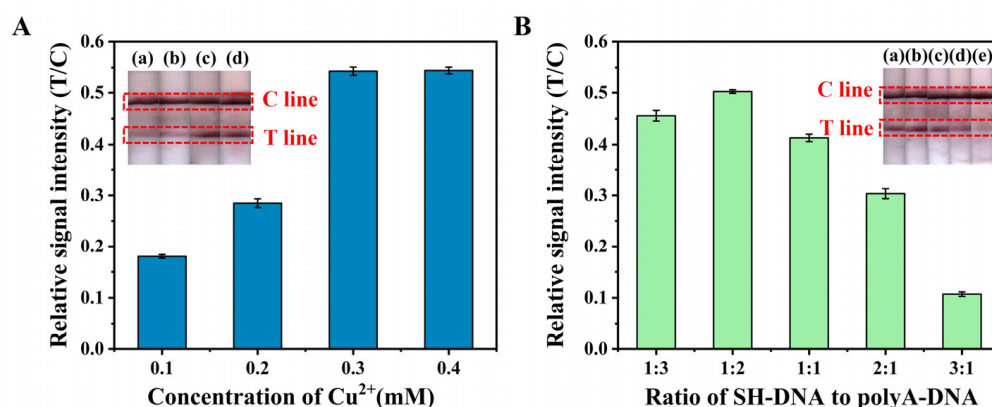 A
B
0.6
0.5
0.4
0.3
0.2
0.1
0.0
Relative signal intensity (T/C)
(a) (b) (c) (d)
C line
T line
0.1 0.2 0.3 0.4
Concentration of Cu²⁺(mM)
0.6
0.5
0.4
0.3
0.2
0.1
0.0
Relative signal intensity (T/C)
(a)(b)(c)(d)(e)
C line
T line
1:3 1:2 1:1 2:1 3:1
Ratio of SH-DNA to polyA-DNA